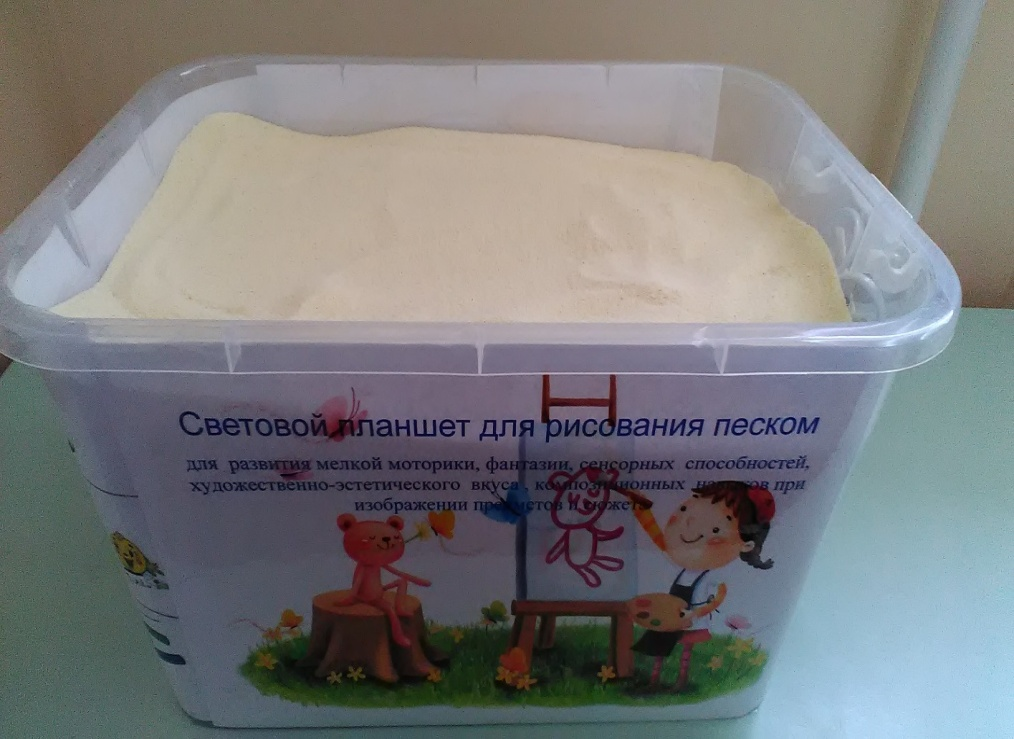 Световой планшет для рисования песком
для развития мелкой моторики, фантазии, сенсорных способностей,
художественно-эстетического вкуса , композиционных навыков при
изображении предметов и сюжета